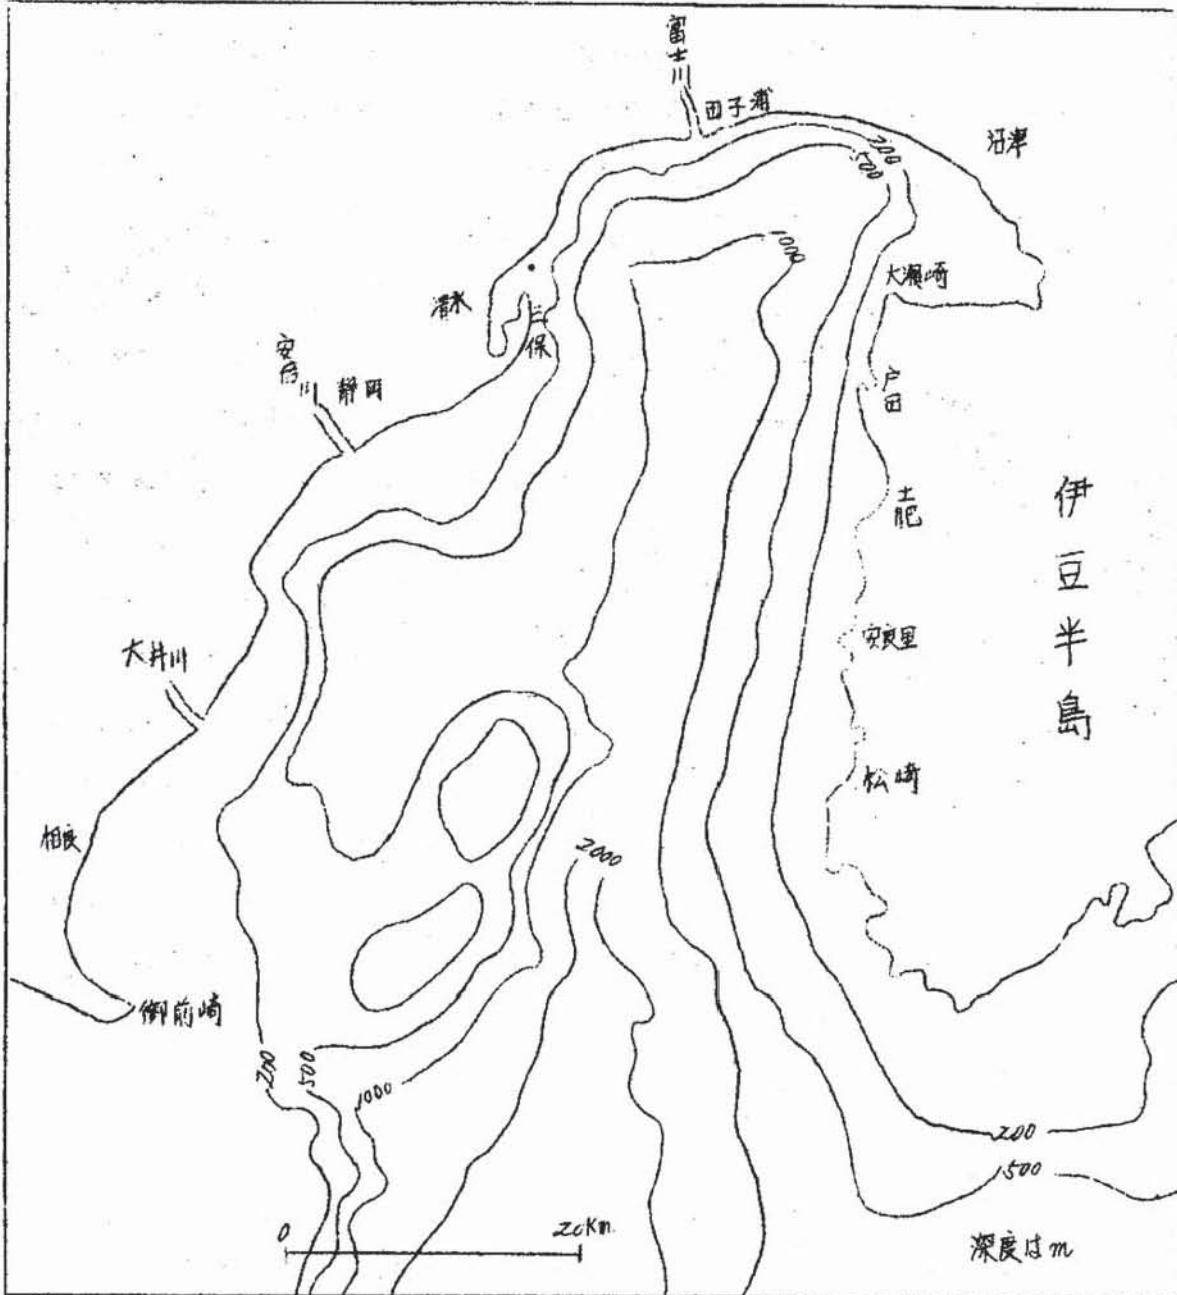 富士川
田子浦
沼津
200
500
1000
大瀬崎
清水
三保
安倍川
静岡
戸田
土肥
伊豆半島
大井川
安良里
松崎
相良
2000
御前崎
200
500
1000
200
500
0
20Km.
深度はm